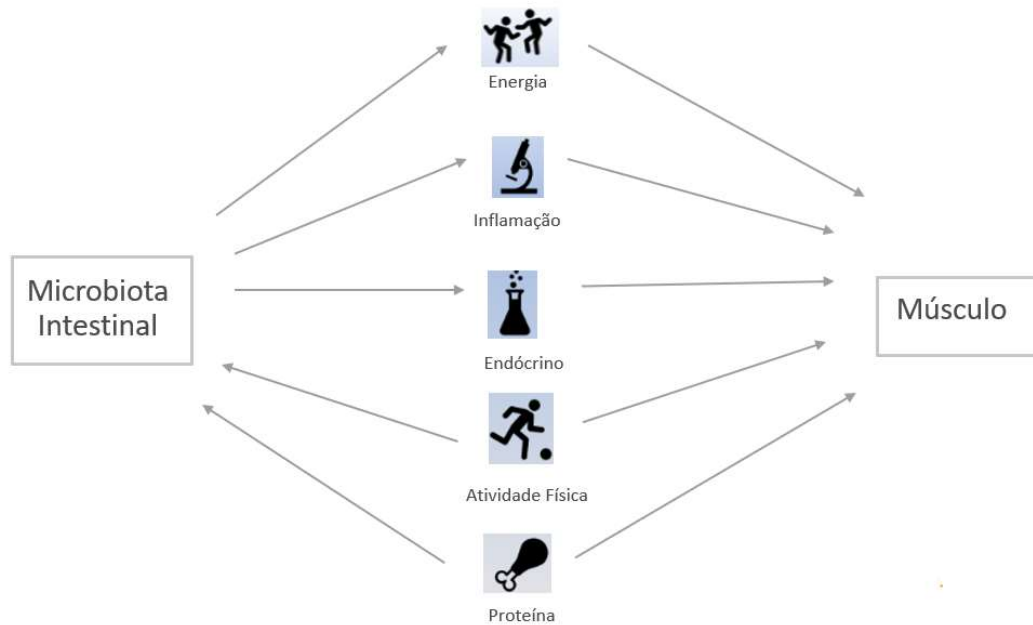 Energia
Inflamação
Microbiota
Intestinal
Músculo
Endócrino
Atividade Física
Proteína